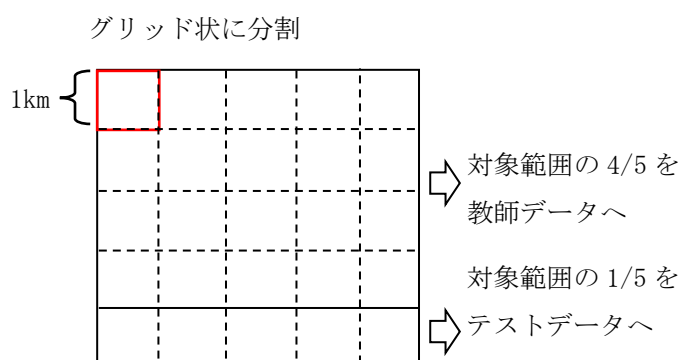 グリッド状に分割
1km
対象範囲の 4/5 を
教師データへ
対象範囲の 1/5 を
テストデータへ